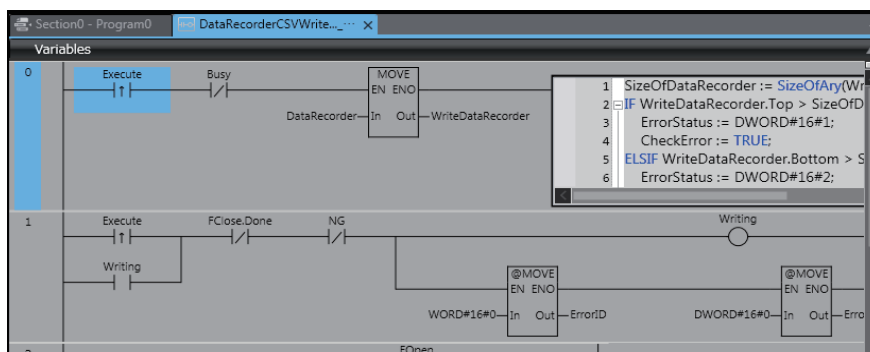 Section0 - Program0 DataRecorderCSVWrite..._...
Variables
0 Execute Busy MOVE
EN ENO
DataRecorder In Out WriteDataRecorder
1 SizeOfDataRecorder := SizeOfAry(Wr
2 IF WriteDataRecorder.Top > SizeOfD
3 ErrorStatus := DWORD#16#1;
4 CheckError := TRUE;
5 ELSIF WriteDataRecorder.Bottom > S
6 ErrorStatus := DWORD#16#2;
1 Execute FClose.Done NG Writing
Writing
@MOVE @MOVE
EN ENO EN ENO
WORD#16#0 In Out ErrorID DWORD#16#0 In Out Erro
FOpen